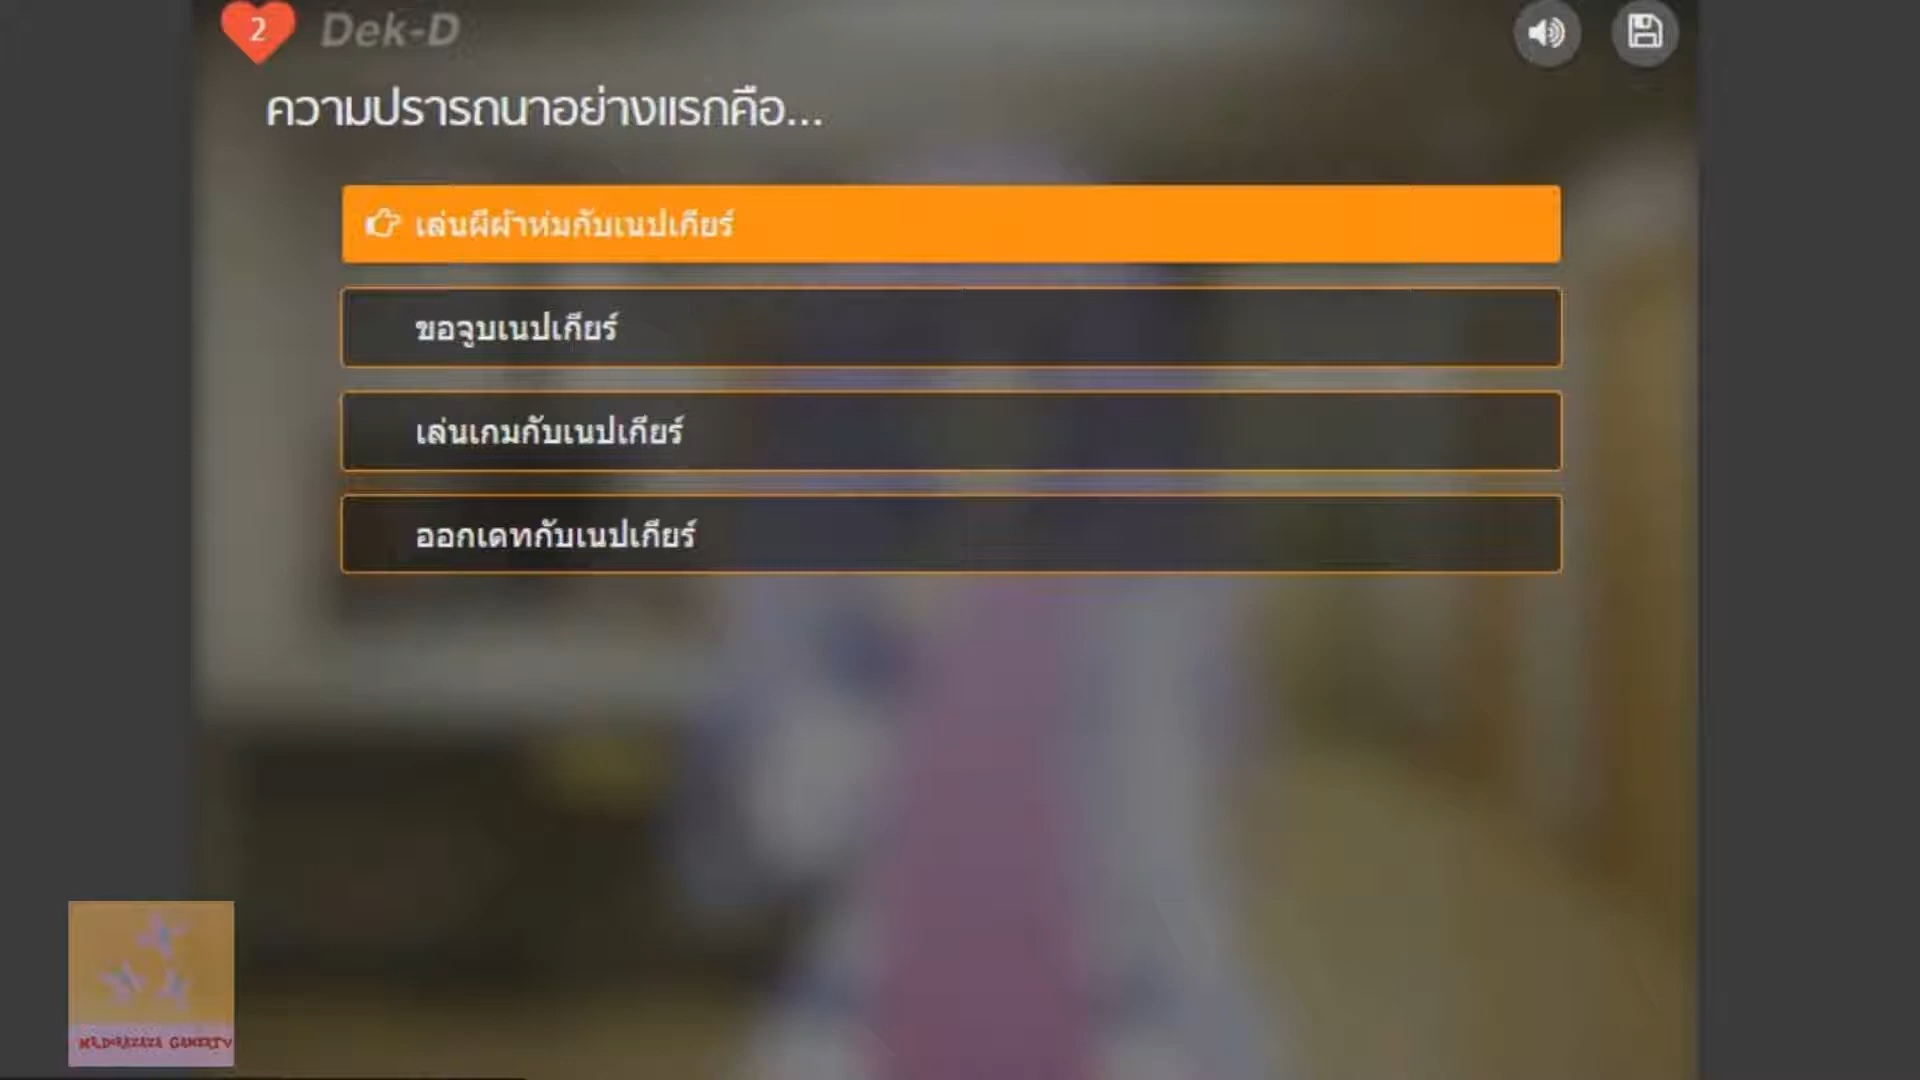 2
Dek-D
ความปรารถนาอย่างแรกคือ...
เล่นผีผ้าห่มกับเนปเกียร์
ขอจูบเนปเกียร์
เล่นเกมกับเนปเกียร์
ออกเดทกับเนปเกียร์